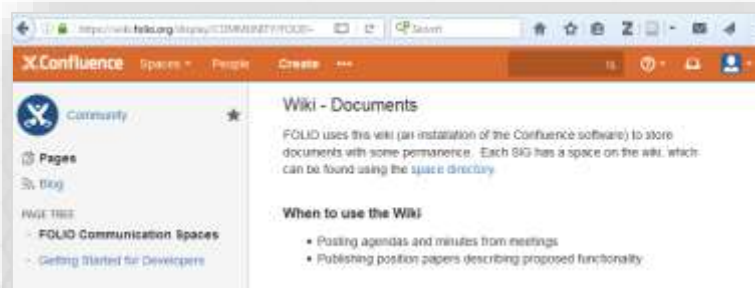 wiki.folio.org/display/COMMUNITY/FOLIO-
Search
Confluence Spaces People Create •••
Community
Wiki - Documents
FOLIO uses this wiki (an installation of the Confluence software) to store
documents with some permanence. Each SIG has a space on the wiki, which
can be found using the space directory.
Pages
Blog
When to use the Wiki
PAGE TREE
FOLIO Communication Spaces
• Posting agendas and minutes from meetings
Getting Started for Developers
• Publishing position papers describing proposed functionality